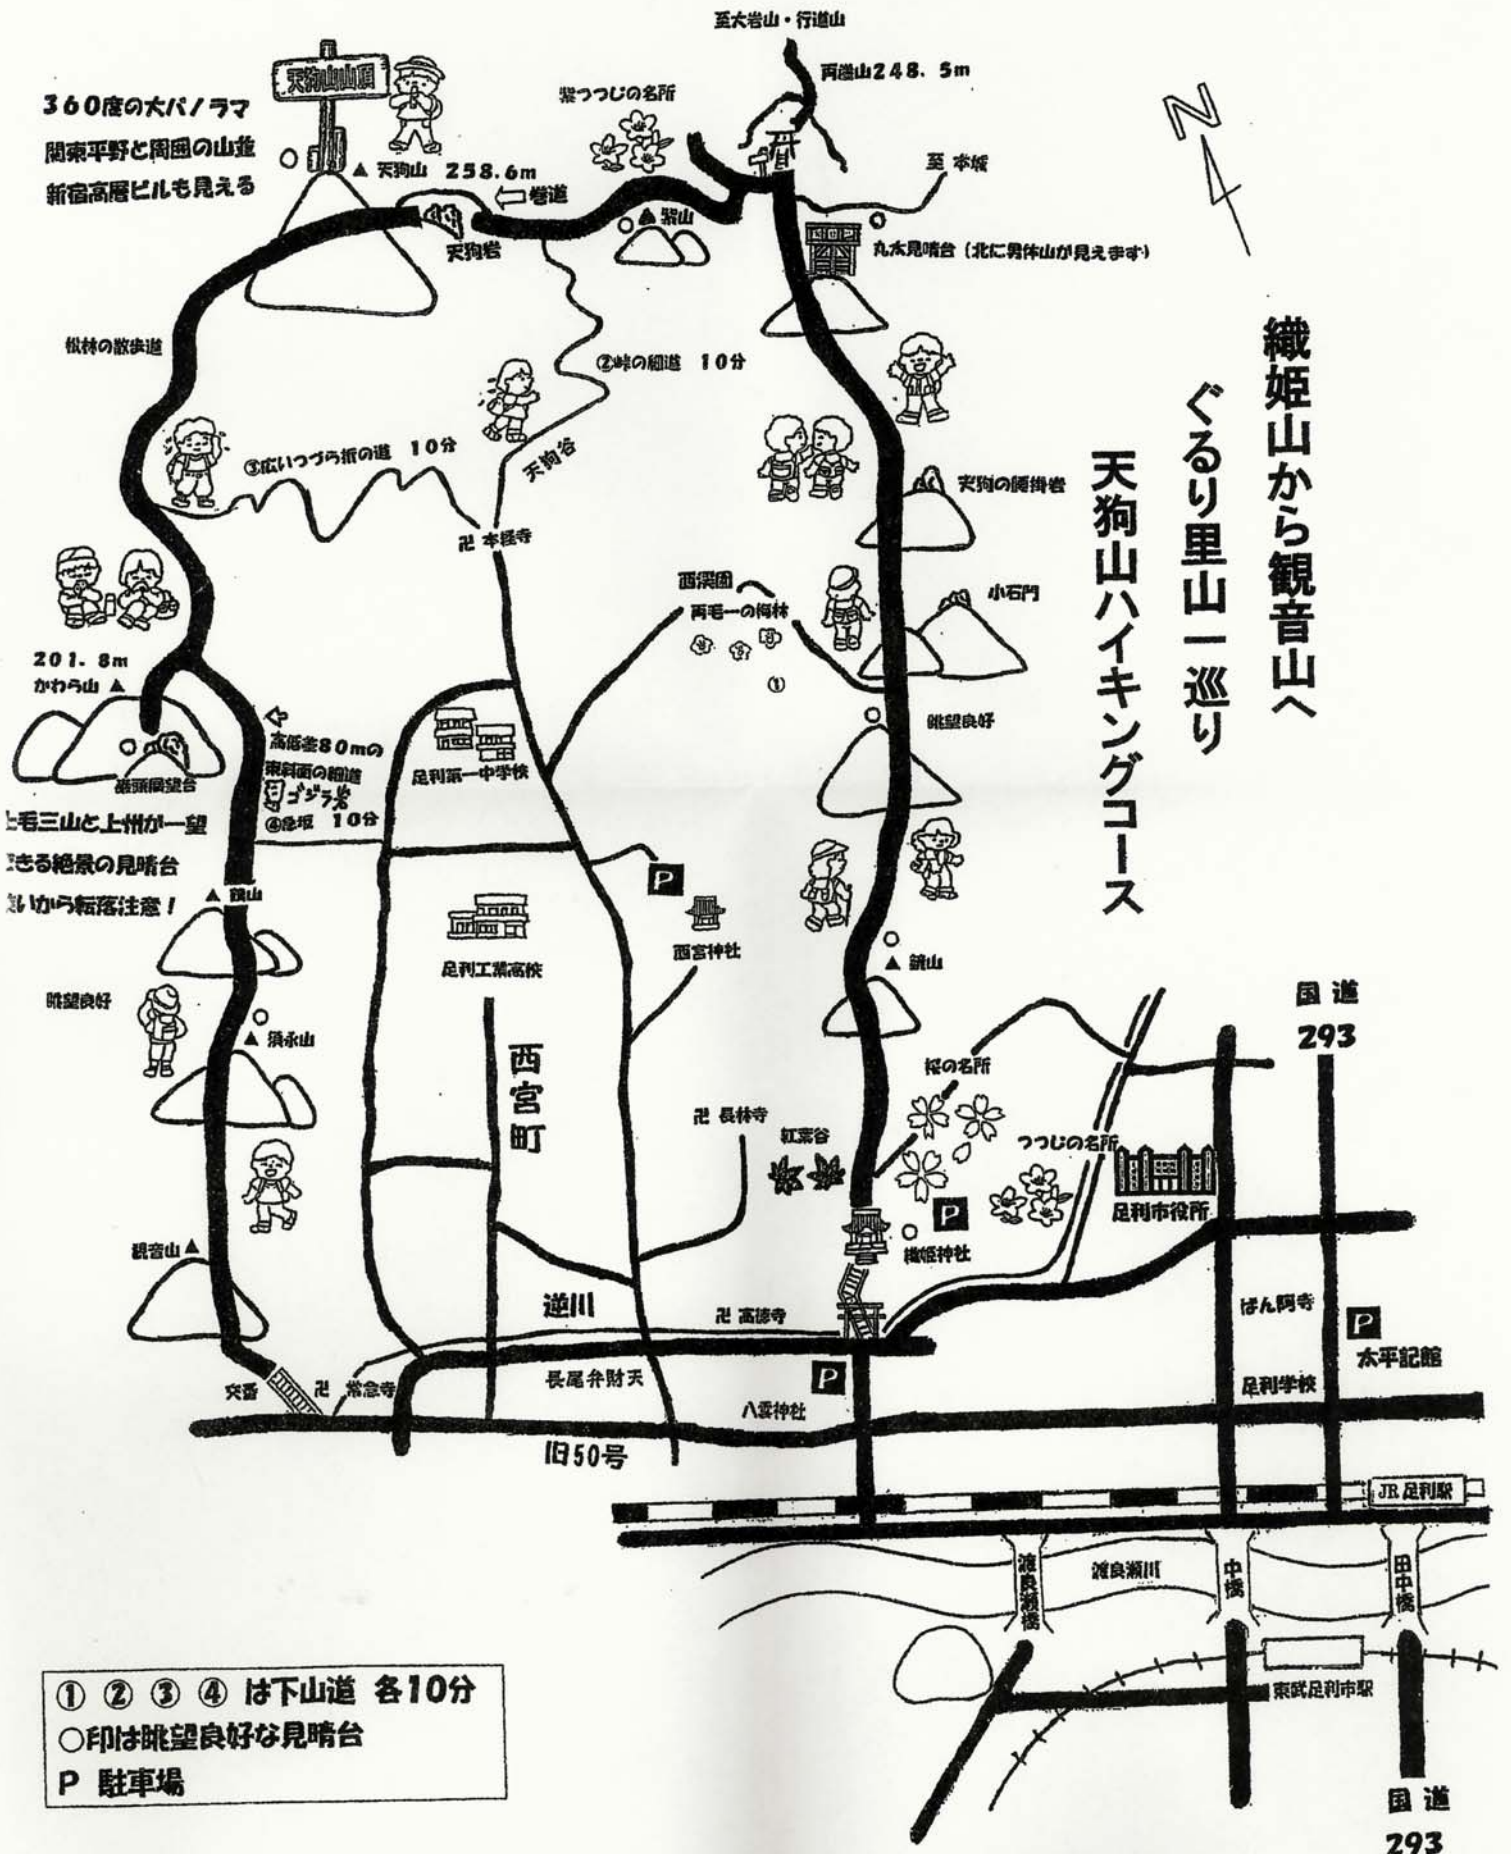 至大岩山・行道山
両崖山248.5m
天狗山山頂
360度の大パノラマ
関東平野と周囲の山並
新宿高層ビルも見える
▲天狗山 258.6m
紫つつじの名所
⇦巻道
天狗岩
▲紫山
至 本城
丸太見晴台(北に男体山が見えます)
N
織姫山から観音山へ
ぐるり里山一巡り
天狗山ハイキングコース
松林の散歩道
②峠の細道 10分
③広いつづら折の道 10分
天狗谷
卍 本経寺
天狗の腰掛岩
西渓園
両毛一の梅林
①
小石門
眺望良好
201.8m
かわら山▲
巌頭展望台
上毛三山と上州が一望
きる絶景の見晴台
いから転落注意!
高低差80mの
東斜面の細道
ゴジラ岩
④急坂 10分
足利第一中学校
P
西宮神社
足利工業高校
▲鏡山
▲鏡山
眺望良好
▲須永山
西宮町
卍 長林寺
紅葉谷
桜の名所
つつじの名所
足利市役所
国道
293
P
織姫神社
観音山▲
逆川
卍 高徳寺
ばん阿寺
P
太平記館
足利学校
交番
卍 常念寺
長尾弁財天
P
八雲神社
旧50号
JR足利駅
渡良瀬橋
渡良瀬川
中橋
田中橋
東武足利市駅
国道
293
① ② ③ ④ は下山道 各10分
○印は眺望良好な見晴台
P 駐車場